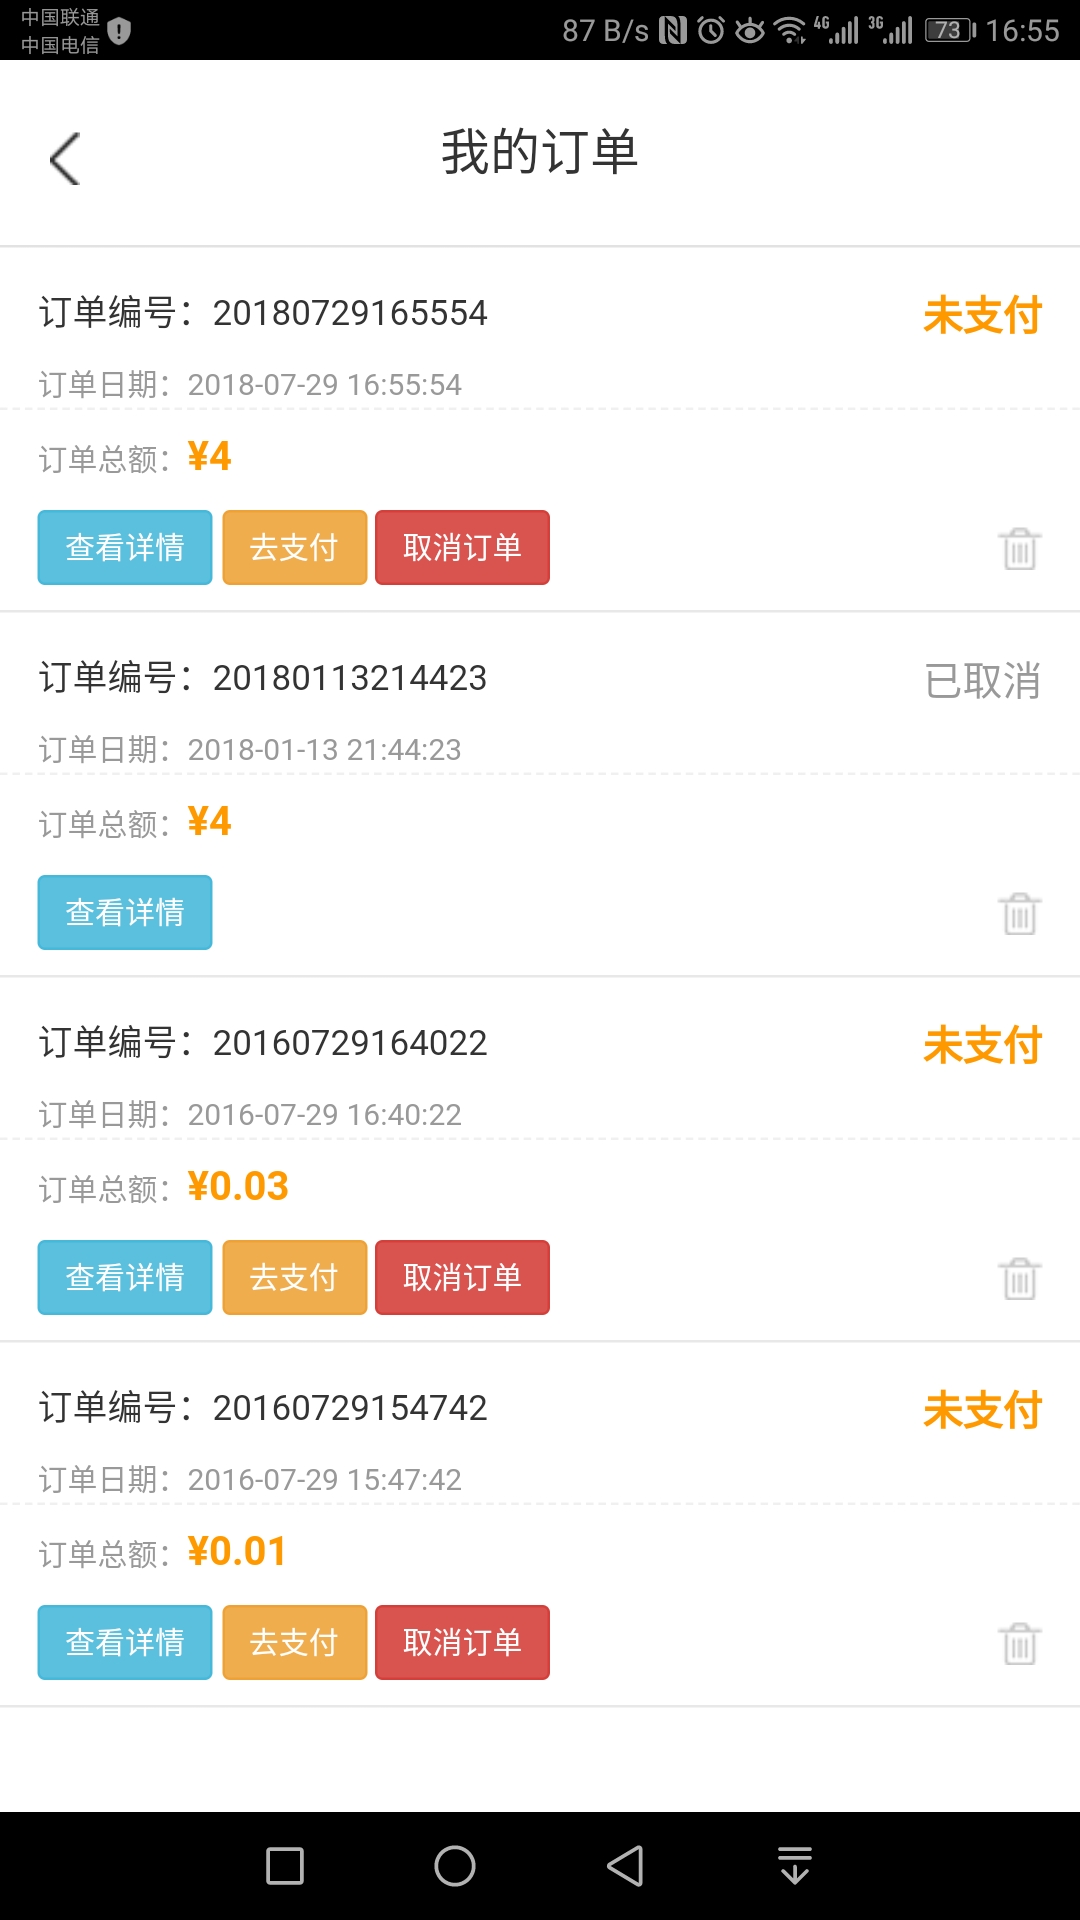 中国联通
中国电信
87 B/s 4G 3G 73 16:55
我的订单
订单编号：20180729165554 未支付
订单日期：2018-07-29 16:55:54
订单总额：¥4
查看详情 去支付 取消订单
订单编号：20180113214423 已取消
订单日期：2018-01-13 21:44:23
订单总额：¥4
查看详情
订单编号：20160729164022 未支付
订单日期：2016-07-29 16:40:22
订单总额：¥0.03
查看详情 去支付 取消订单
订单编号：20160729154742 未支付
订单日期：2016-07-29 15:47:42
订单总额：¥0.01
查看详情 去支付 取消订单